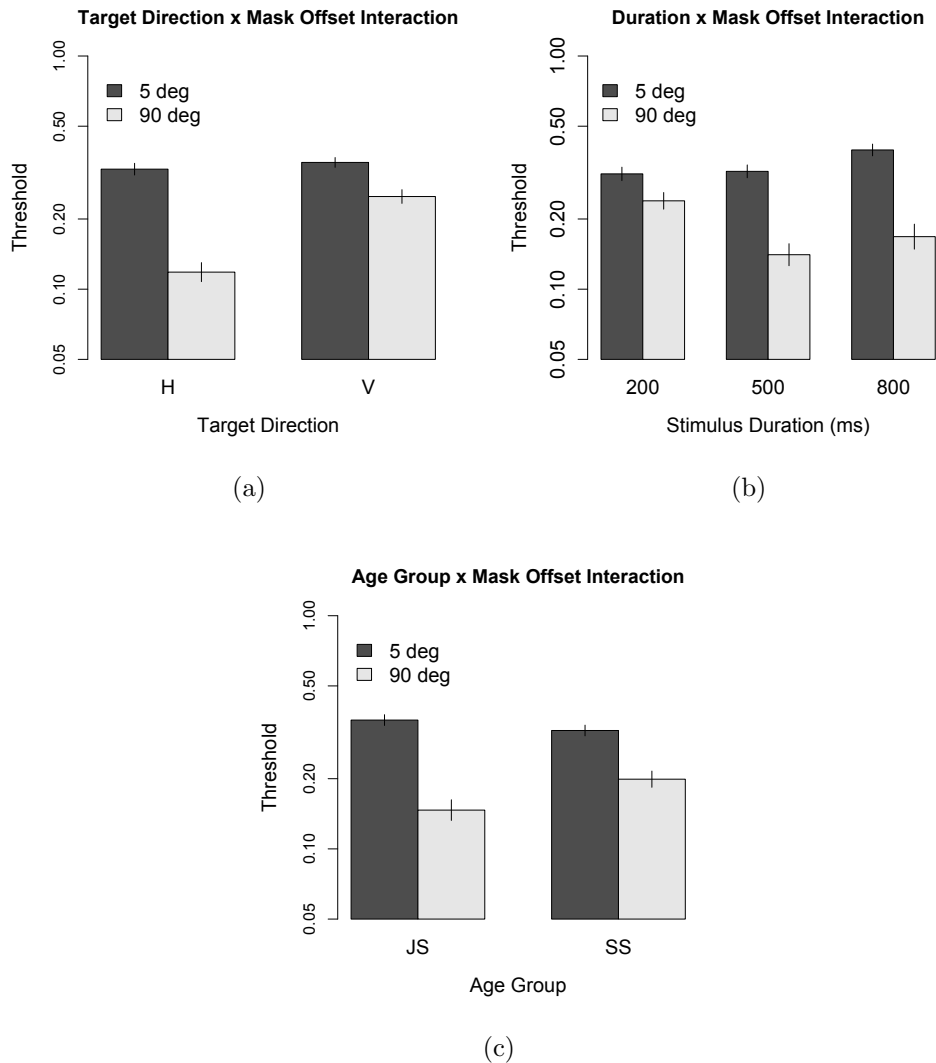 Target Direction x Mask Offset Interaction
1.00
0.50
0.20
0.10
0.05
Threshold
5 deg
90 deg
H
V
Target Direction
(a)
Duration x Mask Offset Interaction
1.00
0.50
0.20
0.10
0.05
Threshold
5 deg
90 deg
200
500
800
Stimulus Duration (ms)
(b)
Age Group x Mask Offset Interaction
1.00
0.50
0.20
0.10
0.05
Threshold
5 deg
90 deg
JS
SS
Age Group
(c)